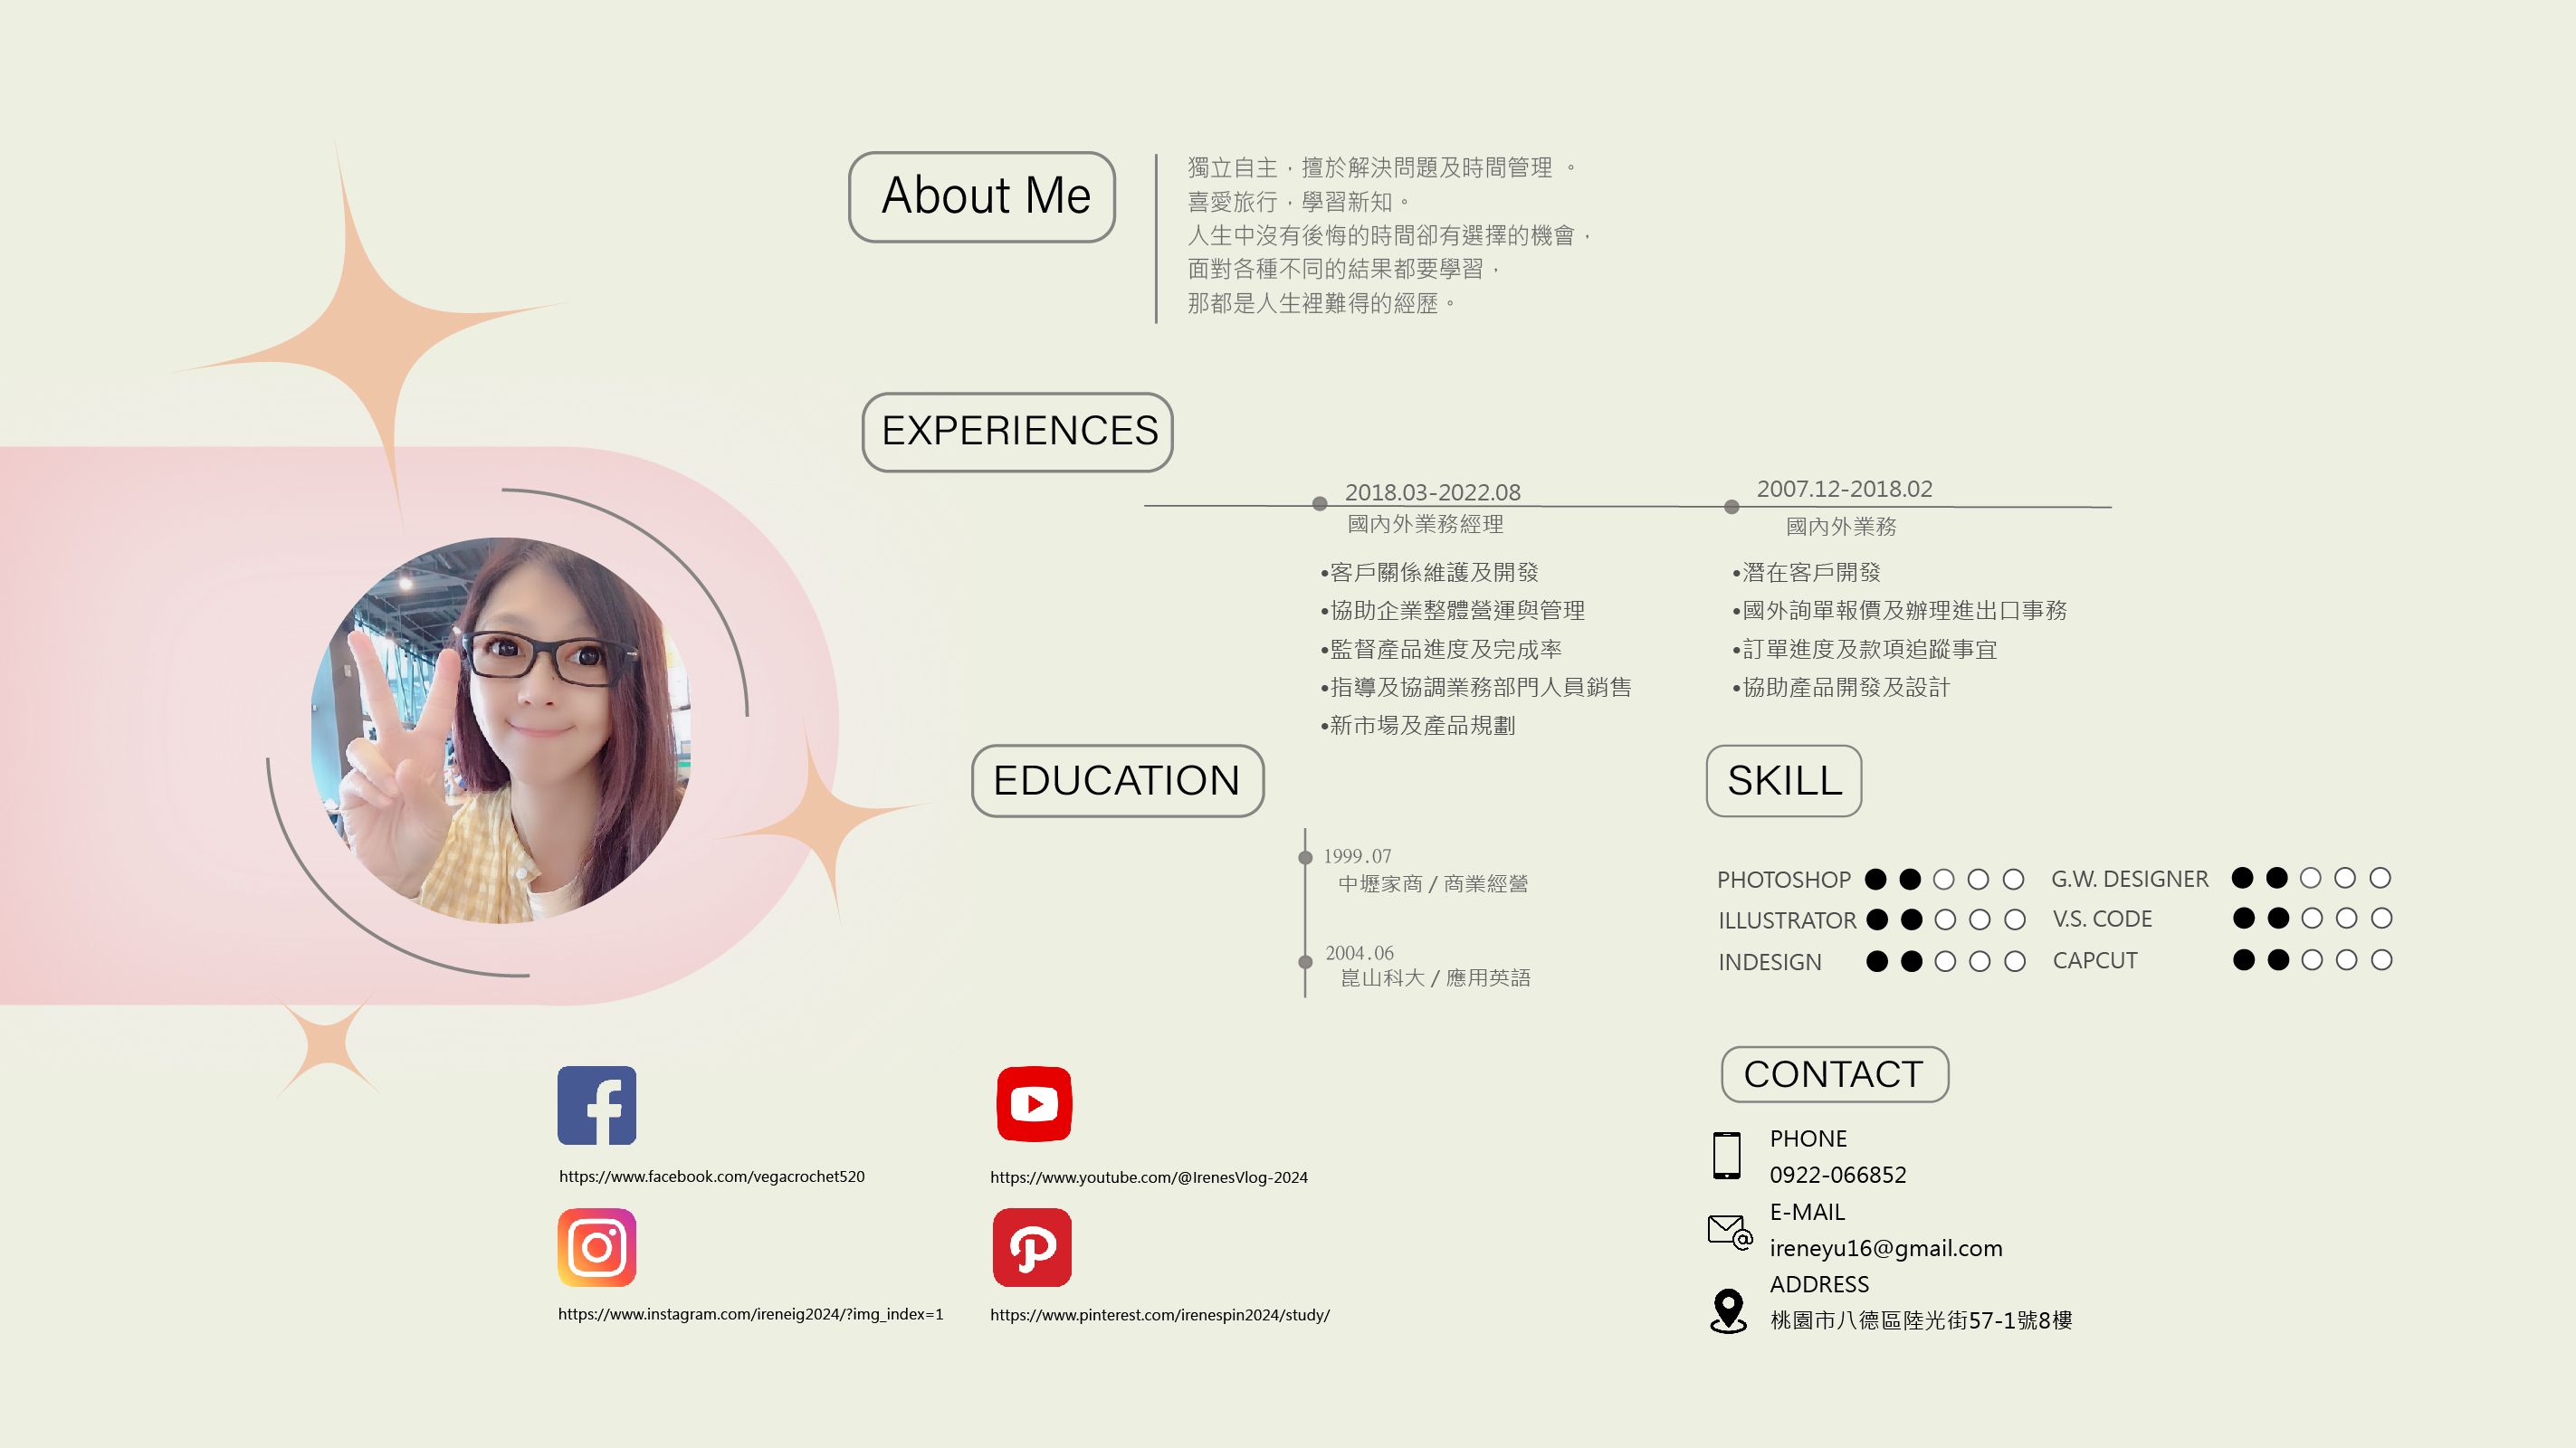 About Me
獨立自主，擅於解決問題及時間管理 。
喜愛旅行，學習新知。
人生中沒有後悔的時間卻有選擇的機會，
面對各種不同的結果都要學習，
那都是人生裡難得的經歷。
EXPERIENCES
2018.03-2022.08
國內外業務經理
•客戶關係維護及開發
•協助企業整體營運與管理
•監督產品進度及完成率
•指導及協調業務部門人員銷售
•新市場及產品規劃
2007.12-2018.02
國內外業務
•潛在客戶開發
•國外詢單報價及辦理進出口事務
•訂單進度及款項追蹤事宜
•協助產品開發及設計
EDUCATION
1999.07
中壢家商 / 商業經營
2004.06
崑山科大 / 應用英語
SKILL
PHOTOSHOP
ILLUSTRATOR
INDESIGN
G.W. DESIGNER
V.S. CODE
CAPCUT
https://www.facebook.com/vegacrochet520
https://www.youtube.com/@IrenesVlog-2024
https://www.instagram.com/ireneig2024/?img_index=1
https://www.pinterest.com/irenespin2024/study/
CONTACT
PHONE
0922-066852
E-MAIL
ireneyu16@gmail.com
ADDRESS
桃園市八德區陸光街57-1號8樓